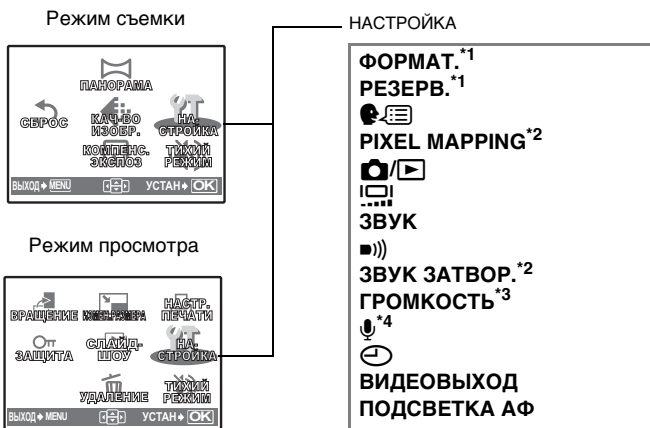 Режим съемки
ПАНОРАМА
СБРОС
КАЧ-ВО
ИЗОБР.
НА-
СТРОЙКА
КОМПЕНС.
ЭКСПОЗ
ТИХИЙ
РЕЖИМ
ВЫХОД MENU УСТАН OK
Режим просмотра
ВРАЩЕНИЕ
ИЗМЕН.РАЗМЕРА
НАСТР.
ПЕЧАТИ
ЗАЩИТА
СЛАЙД-
ШОУ
НА-
СТРОЙКА
УДАЛЕНИЕ
ТИХИЙ
РЕЖИМ
ВЫХОД MENU УСТАН OK
НАСТРОЙКА
ФОРМАТ.*1
РЕЗЕРВ.*1
PIXEL MAPPING*2
ЗВУК
ЗВУК ЗАТВОР.*2
ГРОМКОСТЬ*3
*4
ВИДЕОВЫХОД
ПОДСВЕТКА АФ